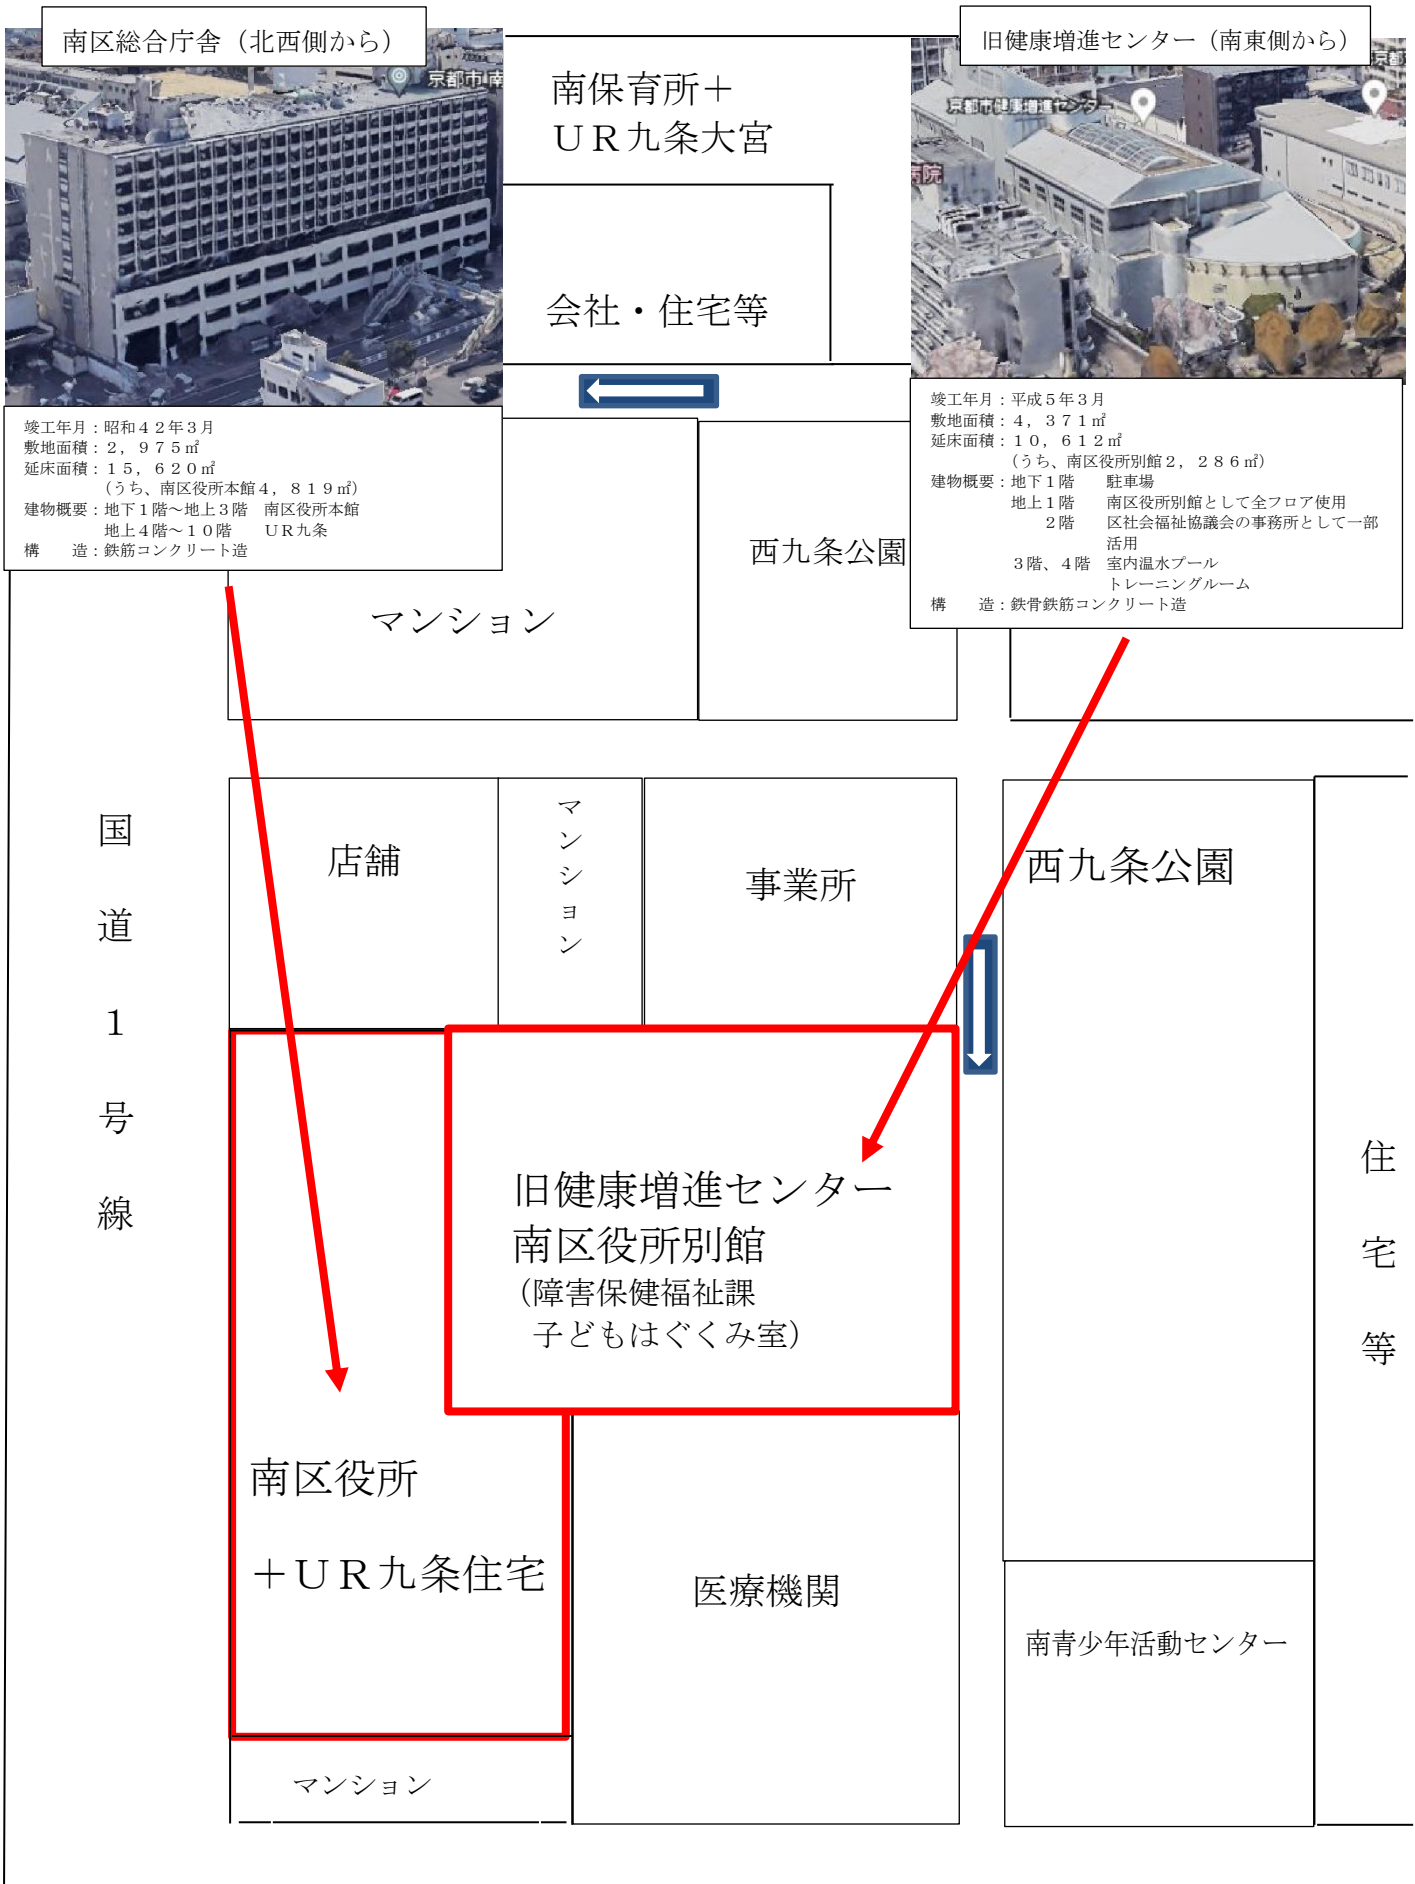 南区総合庁舎（北西側から）
京都市 南
旧健康増進センター（南東側から）
京都市健康増進センター
病院
京都
南保育所＋
ＵＲ九条大宮
会社・住宅等
竣工年月：昭和４２年３月
敷地面積：２，９７５㎡
延床面積：１５，６２０㎡
（うち、南区役所本館４，８１９㎡）
建物概要：地下１階～地上３階　南区役所本館
地上４階～１０階　ＵＲ九条
構　　造：鉄筋コンクリート造
竣工年月：平成５年３月
敷地面積：４，３７１㎡
延床面積：１０，６１２㎡
（うち、南区役所別館２，２８６㎡）
建物概要：地下１階　駐車場
地上１階　南区役所別館として全フロア使用
２階　区社会福祉協議会の事務所として一部
活用
３階、４階　室内温水プール
トレーニングルーム
構　　造：鉄骨鉄筋コンクリート造
マンション
西九条公園
国道１号線
店舗
マンション
事業所
西九条公園
旧健康増進センター
南区役所別館
（障害保健福祉課
子どもはぐくみ室）
住宅等
南区役所
＋ＵＲ九条住宅
医療機関
南青少年活動センター
マンション